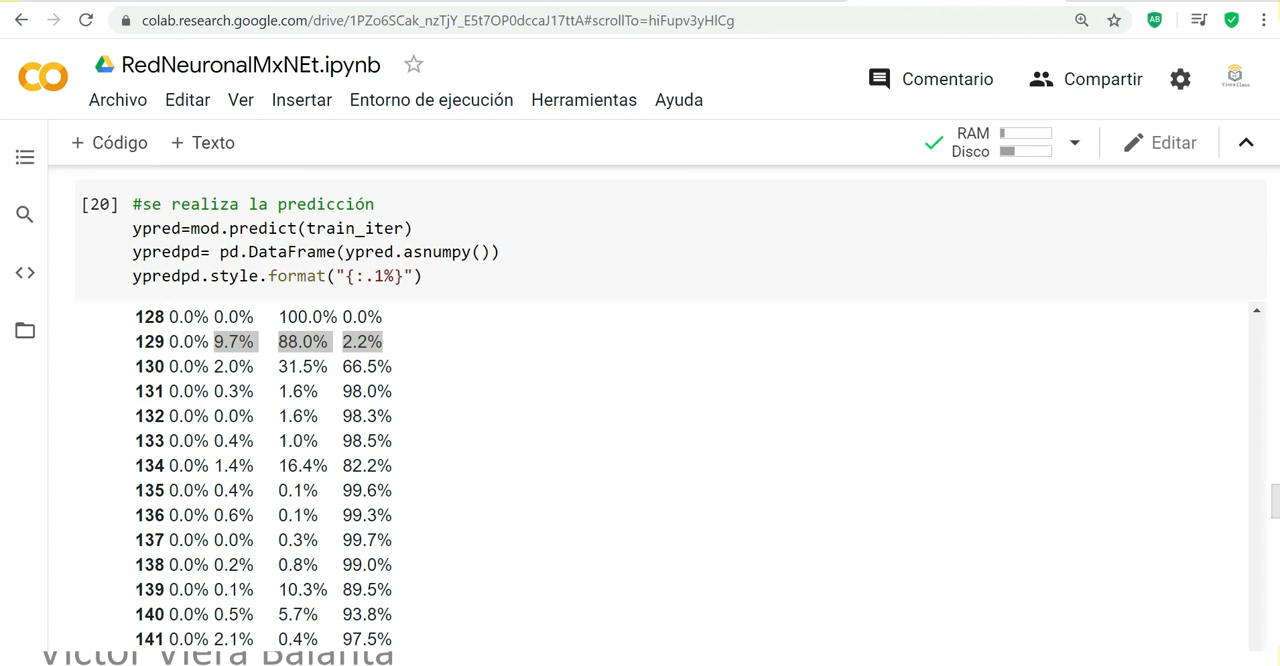 colab.research.google.com/drive/1PZo6SCak_nzTjY_E5t7OP0dccaJ17ttA#scrollTo=hiFupv3yHlCg
AB
CO RedNeuronalMxNEt.ipynb
Archivo Editar Ver Insertar Entorno de ejecución Herramientas Ayuda
Comentario Compartir
+ Código + Texto
RAM
Disco
Editar
[20] #se realiza la predicción
ypred=mod.predict(train_iter)
ypredpd= pd.DataFrame(ypred.asnumpy())
ypredpd.style.format("{:.1%}")
128 0.0% 0.0% 100.0% 0.0%
129 0.0% 9.7% 88.0% 2.2%
130 0.0% 2.0% 31.5% 66.5%
131 0.0% 0.3% 1.6% 98.0%
132 0.0% 0.0% 1.6% 98.3%
133 0.0% 0.4% 1.0% 98.5%
134 0.0% 1.4% 16.4% 82.2%
135 0.0% 0.4% 0.1% 99.6%
136 0.0% 0.6% 0.1% 99.3%
137 0.0% 0.0% 0.3% 99.7%
138 0.0% 0.2% 0.8% 99.0%
139 0.0% 0.1% 10.3% 89.5%
140 0.0% 0.5% 5.7% 93.8%
141 0.0% 2.1% 0.4% 97.5%
Victor Viera Balanta